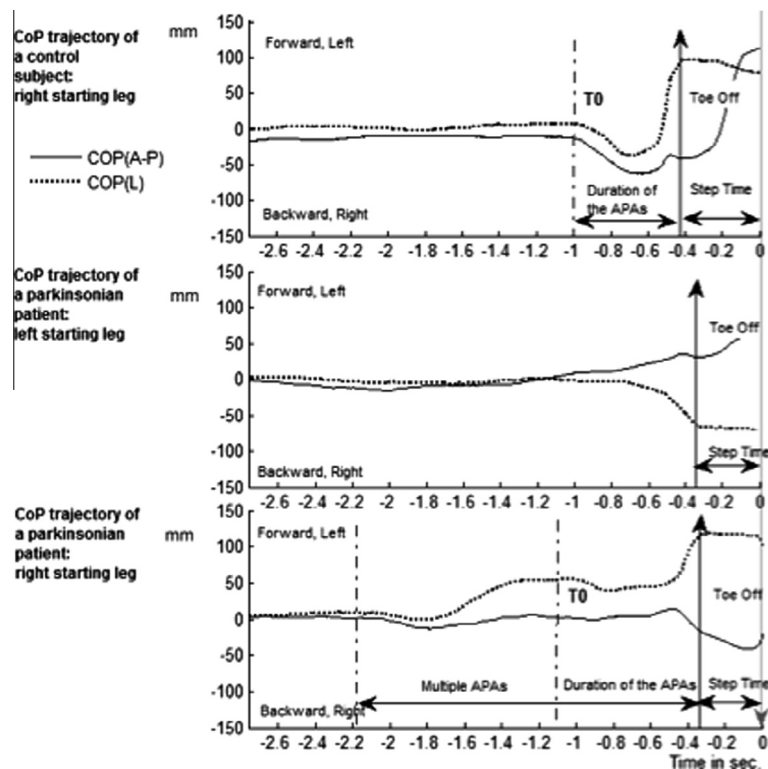 CoP trajectory of
a control
subject:
right starting leg
COP(A-P)
COP(L)
mm
150
100
50
0
-50
-100
-150
Forward, Left
T0
Toe Off
Duration of
the APAs
Step Time
Backward, Right
-2.6 -2.4 -2.2 -2 -1.8 -1.6 -1.4 -1.2 -1 -0.8 -0.6 -0.4 -0.2 0
CoP trajectory of
a parkinsonian
patient:
left starting leg
mm
150
100
50
0
-50
-100
-150
Forward, Left
Toe Off
Step Time
Backward, Right
-2.6 -2.4 -2.2 -2 -1.8 -1.6 -1.4 -1.2 -1 -0.8 -0.6 -0.4 -0.2 0
CoP trajectory of
a parkinsonian
patient:
right starting leg
mm
150
100
50
0
-50
-100
-150
Forward, Left
T0
Toe Off
Multiple APAs
Duration of the APAs
Step Time
Backward, Right
-2.6 -2.4 -2.2 -2 -1.8 -1.6 -1.4 -1.2 -1 -0.8 -0.6 -0.4 -0.2 0
Time in sec.